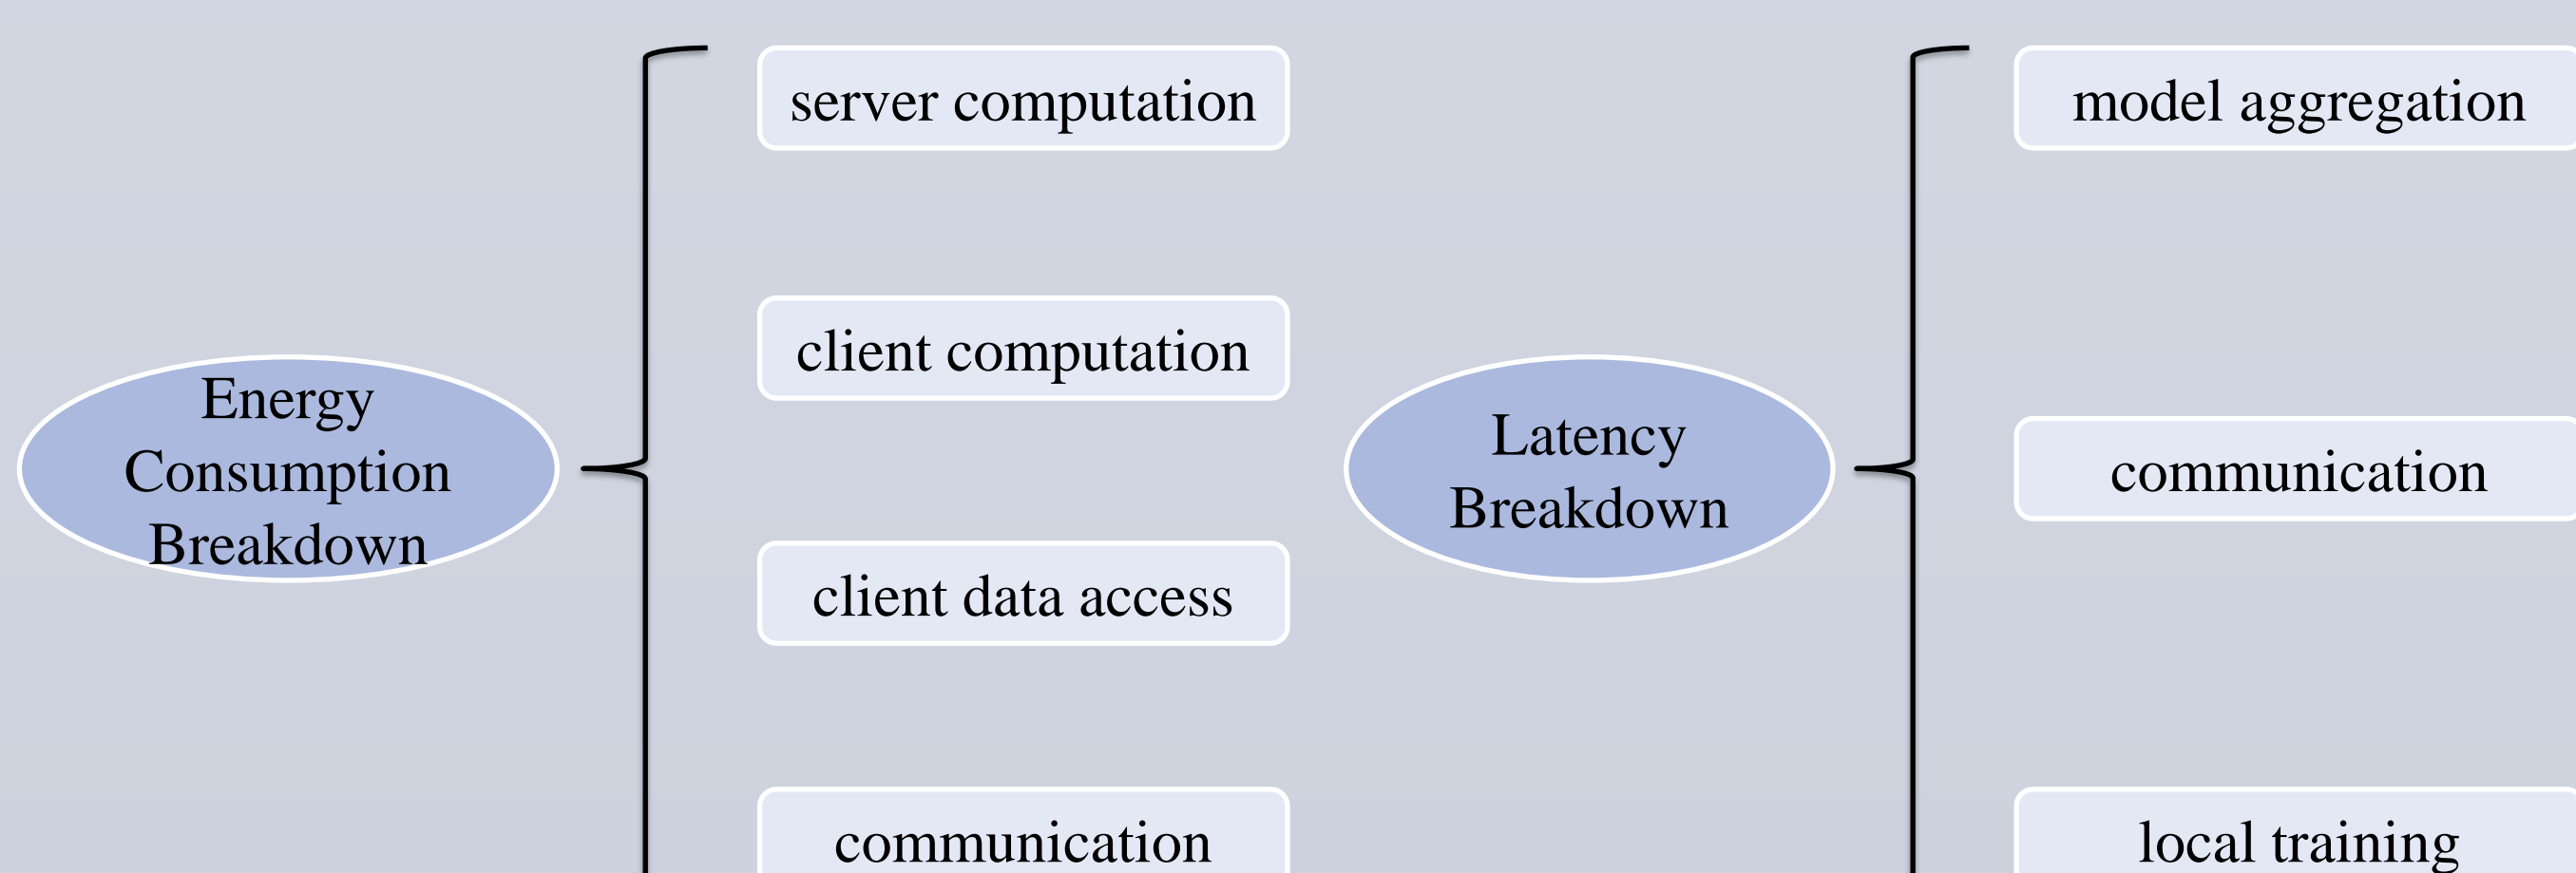 Energy
Consumption
Breakdown
server computation
client computation
client data access
communication
Latency
Breakdown
model aggregation
communication
local training